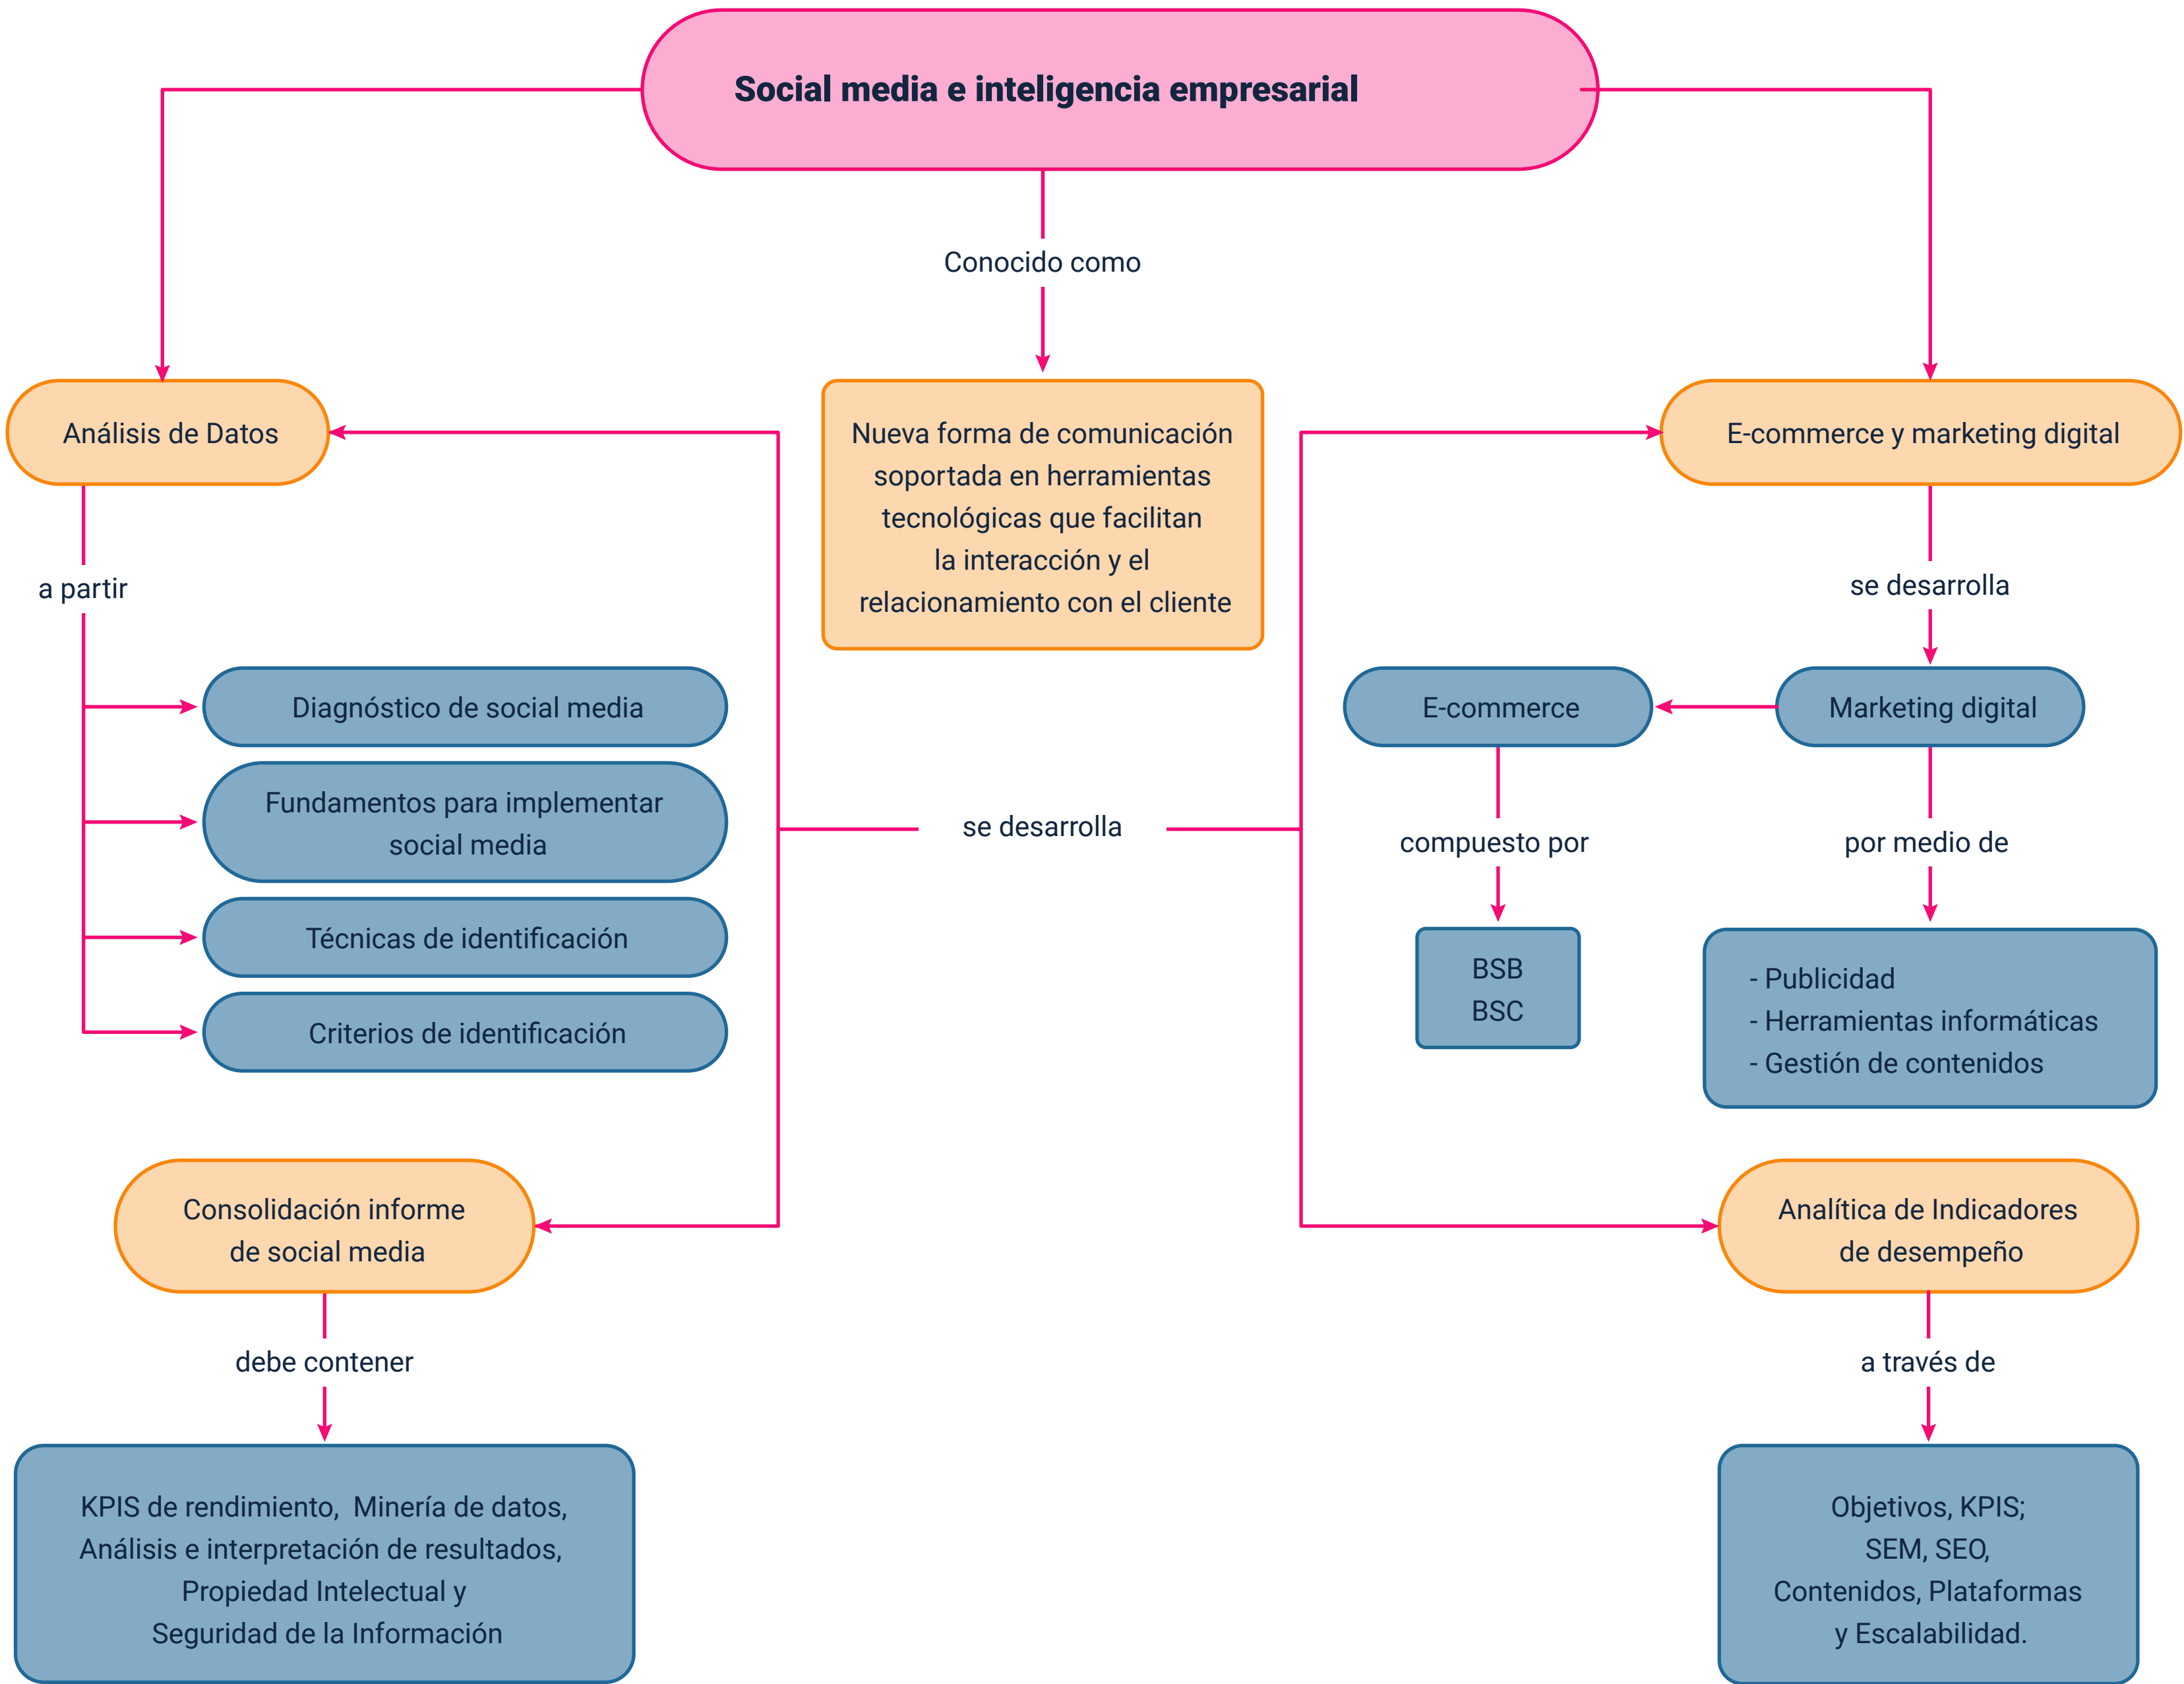 Social media e inteligencia empresarial
Conocido como
Análisis de Datos
Nueva forma de comunicación
soportada en herramientas
tecnológicas que facilitan
la interacción y el
relacionamiento con el cliente
E-commerce y marketing digital
a partir
se desarrolla
Diagnóstico de social media
Fundamentos para implementar
social media
Técnicas de identificación
Criterios de identificación
se desarrolla
E-commerce
Marketing digital
compuesto por
por medio de
BSB
BSC
- Publicidad
- Herramientas informáticas
- Gestión de contenidos
Consolidación informe
de social media
Analítica de Indicadores
de desempeño
debe contener
a través de
KPIS de rendimiento, Minería de datos,
Análisis e interpretación de resultados,
Propiedad Intelectual y
Seguridad de la Información
Objetivos, KPIS;
SEM, SEO,
Contenidos, Plataformas
y Escalabilidad.